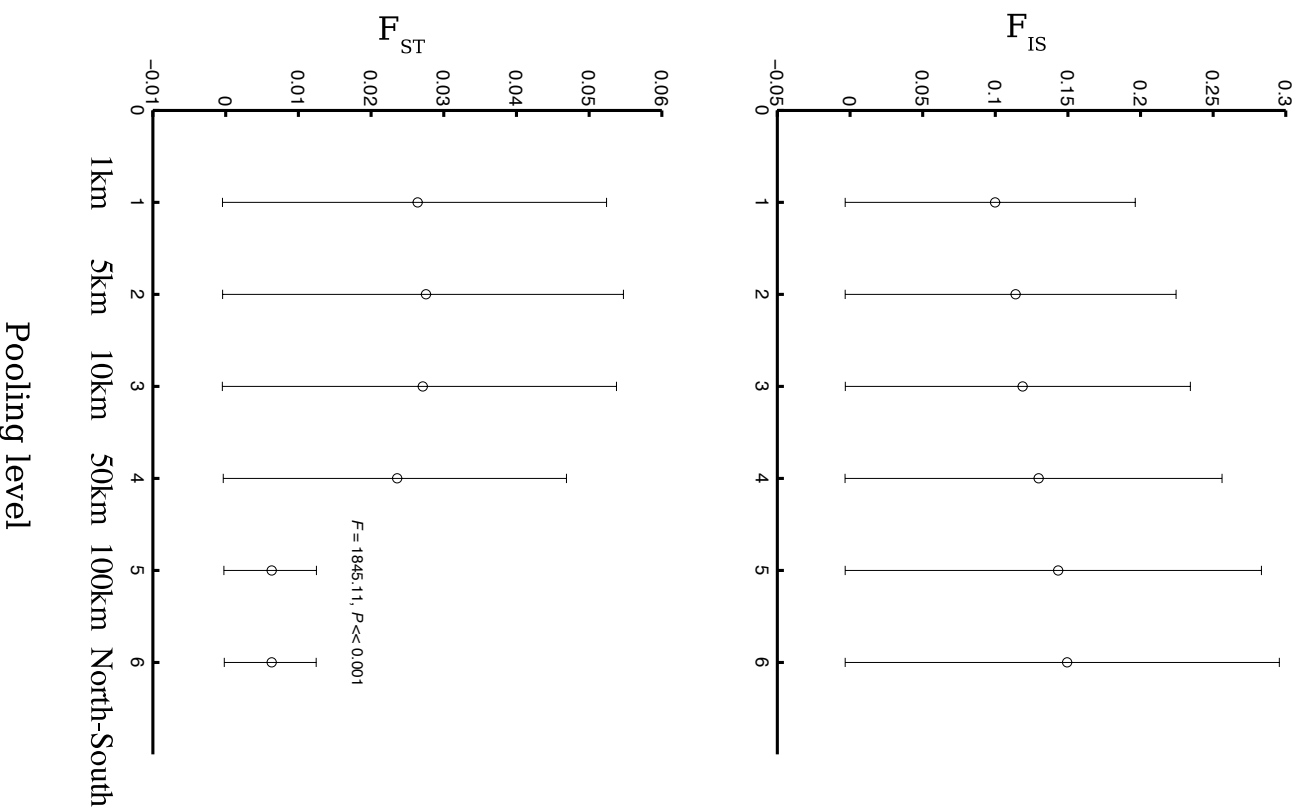 F_IS
0.3
0.25
0.2
0.15
0.1
0.05
0
−0.05
0 1 2 3 4 5 6
F_ST
0.06
0.05
0.04
0.03
0.02
0.01
0
−0.01
F = 1845.11, P << 0.001
0 1 2 3 4 5 6
1km 5km 10km 50km 100km North-South
Pooling level